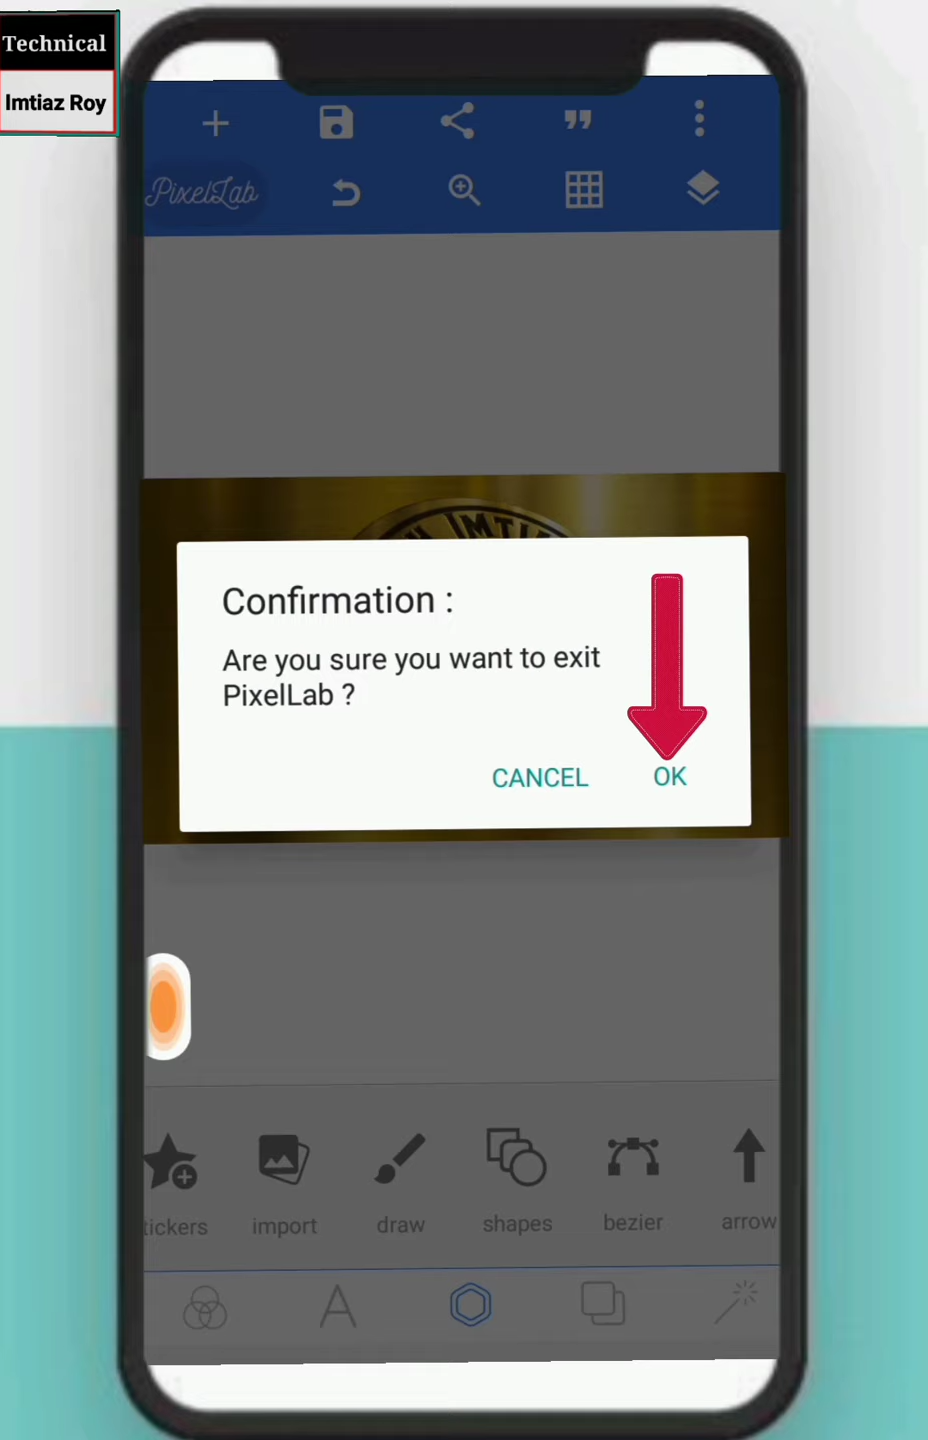 Technical
Imtiaz Roy
PixelLab
IMTI
Confirmation :
Are you sure you want to exit
PixelLab ?
CANCEL
OK
tickers
import
draw
shapes
bezier
arrow